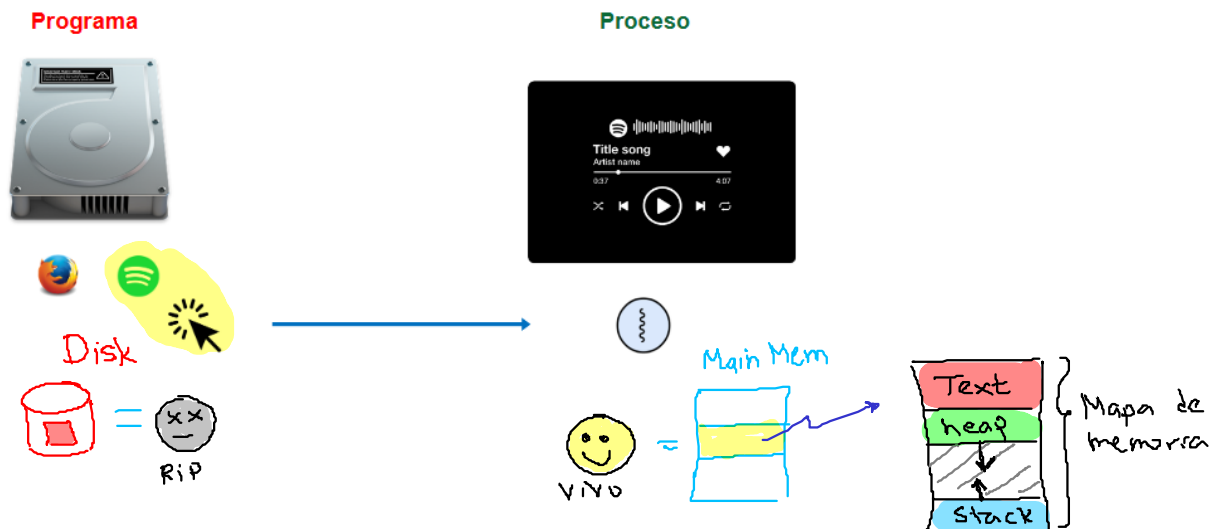 Programa
Proceso
Title song
Artist name
0:37
4:07
Disk
RiP
ViVo
Main Mem
Text
heap
Stack
Mapa de
memoria